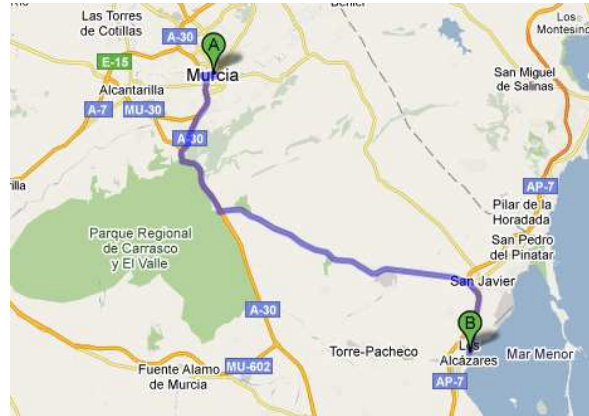 Las Torres
de Cotillas
A-30
Los
Montesino
E-15
A
Murcia
San Miguel
de Salinas
Alcantarilla
A-7
MU-30
A-30
AP-7
Pilar de la
Horadada
San Pedro
del Pinatar
Parque Regional
de Carrasco
y El Valle
San Javier
A-30
B
Los
Alcázares
Mar Menor
Torre-Pacheco
Fuente Alamo
de Murcia
MU-602
AP-7